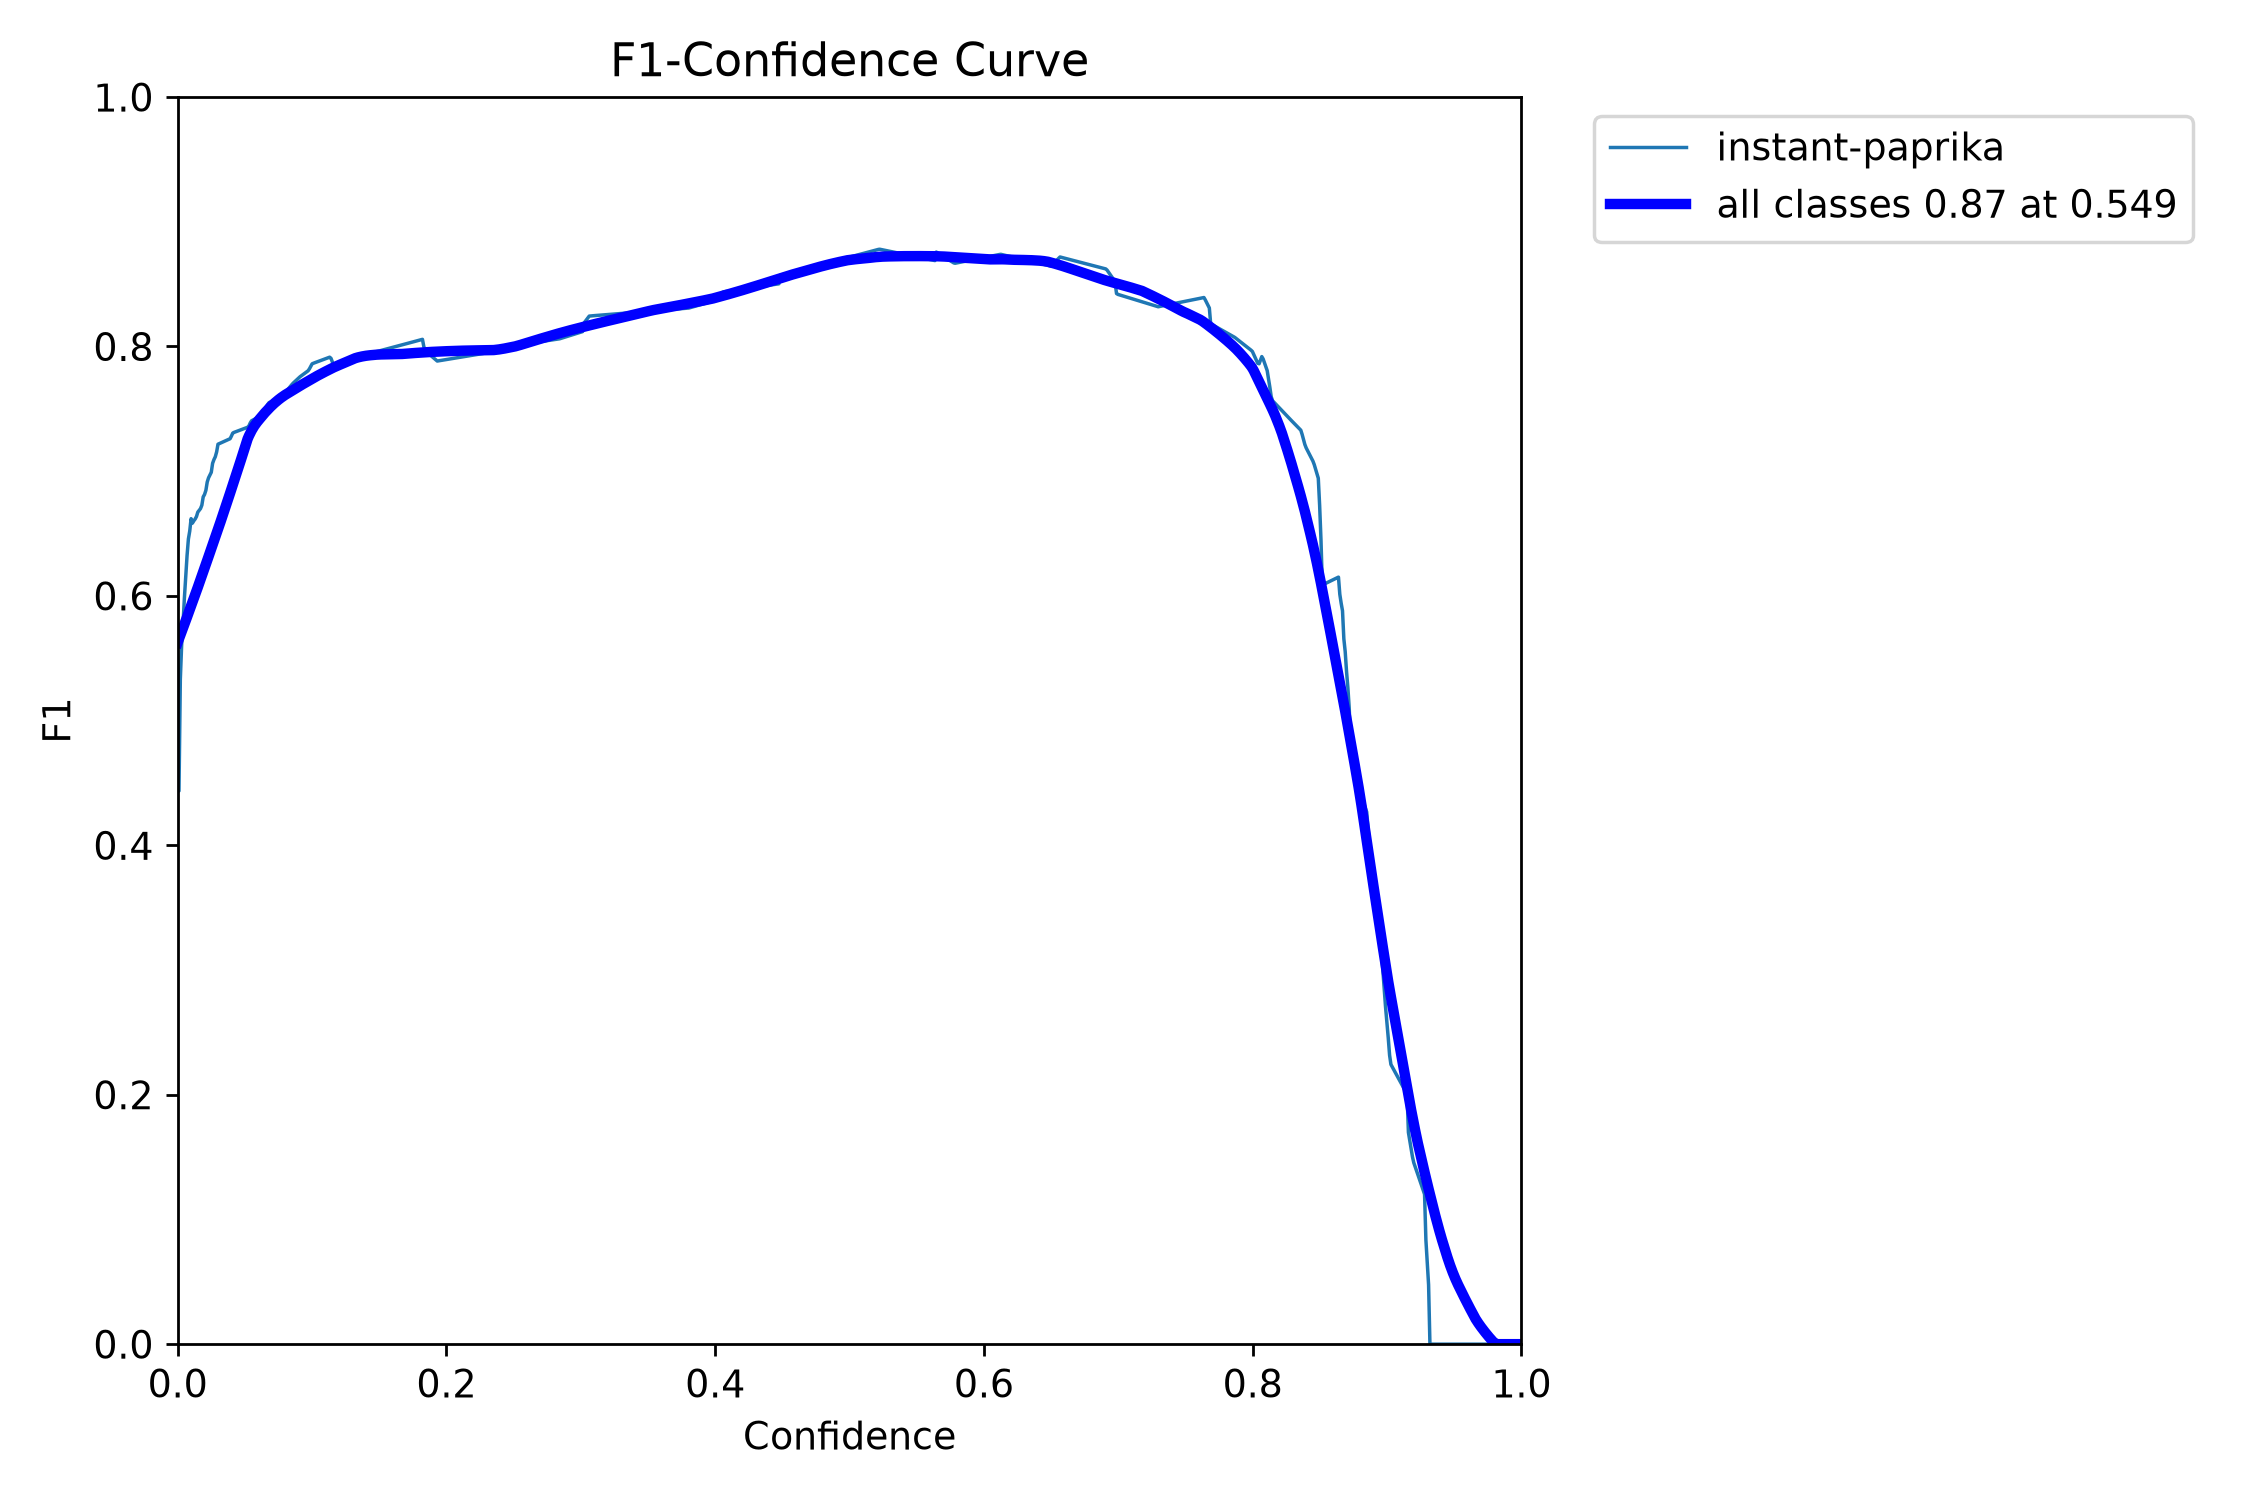 F1-Confidence Curve
1.0
0.8
0.6
0.4
0.2
0.0
F1
0.0 0.2 0.4 0.6 0.8 1.0
Confidence
instant-paprika
all classes 0.87 at 0.549